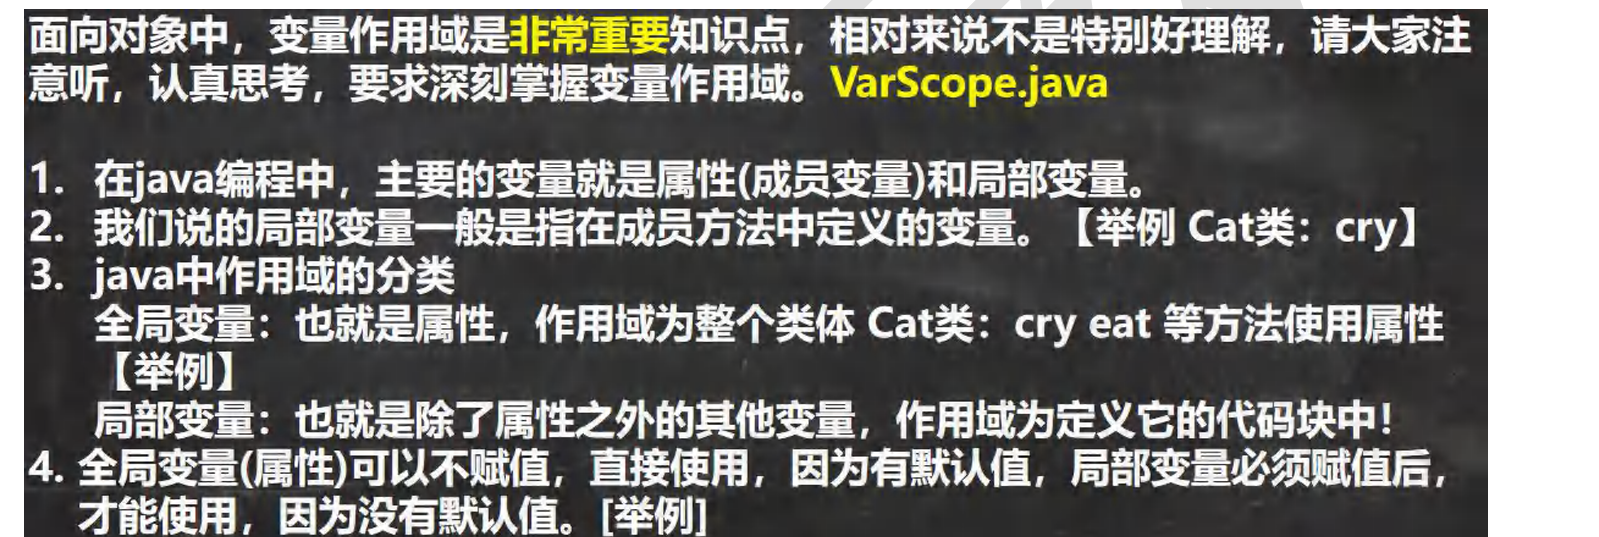 面向对象中，变量作用域是非常重要知识点，相对来说不是特别好理解，请大家注
意听，认真思考，要求深刻掌握变量作用域。VarScope.java
1. 在java编程中，主要的变量就是属性(成员变量)和局部变量。
2. 我们说的局部变量一般是指在成员方法中定义的变量。【举例 Cat类：cry】
3. java中作用域的分类
全局变量：也就是属性，作用域为整个类体 Cat类：cry eat 等方法使用属性
【举例】
局部变量：也就是除了属性之外的其他变量，作用域为定义它的代码块中！
4. 全局变量(属性)可以不赋值，直接使用，因为有默认值，局部变量必须赋值后，
才能使用，因为没有默认值。[举例]